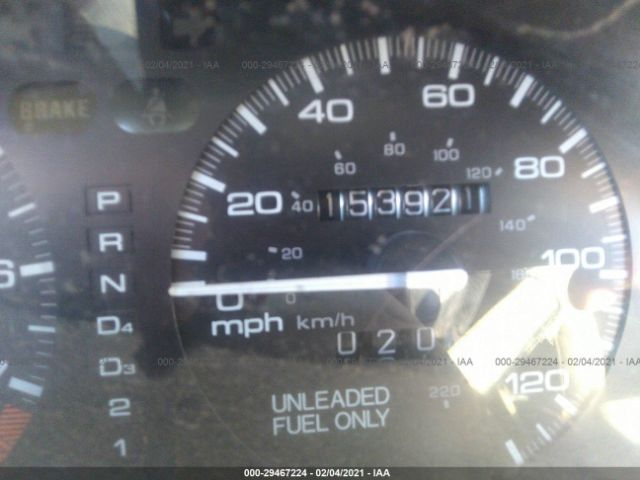 000-29467224 - 02/04/2021 - IAA 000-29467224 - 02/04/2021 - IAA
BRAKE
40 60
60 80 100 120
80
P
20 40 153921
R 140
20
100
6 N
0 0
mph km/h
D4 020
000-29467224 - 02/04/2021 - IAA
D3
120
220
2 UNLEADED
FUEL ONLY
1
000-29467224 - 02/04/2021 - IAA